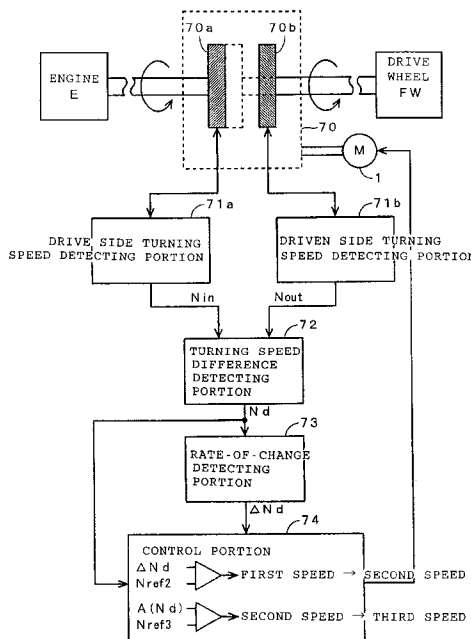 70a
70b
ENGINE
E
DRIVE
WHEEL
FW
70
M
1
71a
71b
DRIVE SIDE TURNING
SPEED DETECTING PORTION
DRIVEN SIDE TURNING
SPEED DETECTING PORTION
Nin
Nout
72
TURNING SPEED
DIFFERENCE
DETECTING
PORTION
Nd
73
RATE-OF-CHANGE
DETECTING
PORTION
ΔNd
74
CONTROL PORTION
ΔNd
Nref2
FIRST SPEED → SECOND SPEED
A(Nd)
Nref3
SECOND SPEED → THIRD SPEED